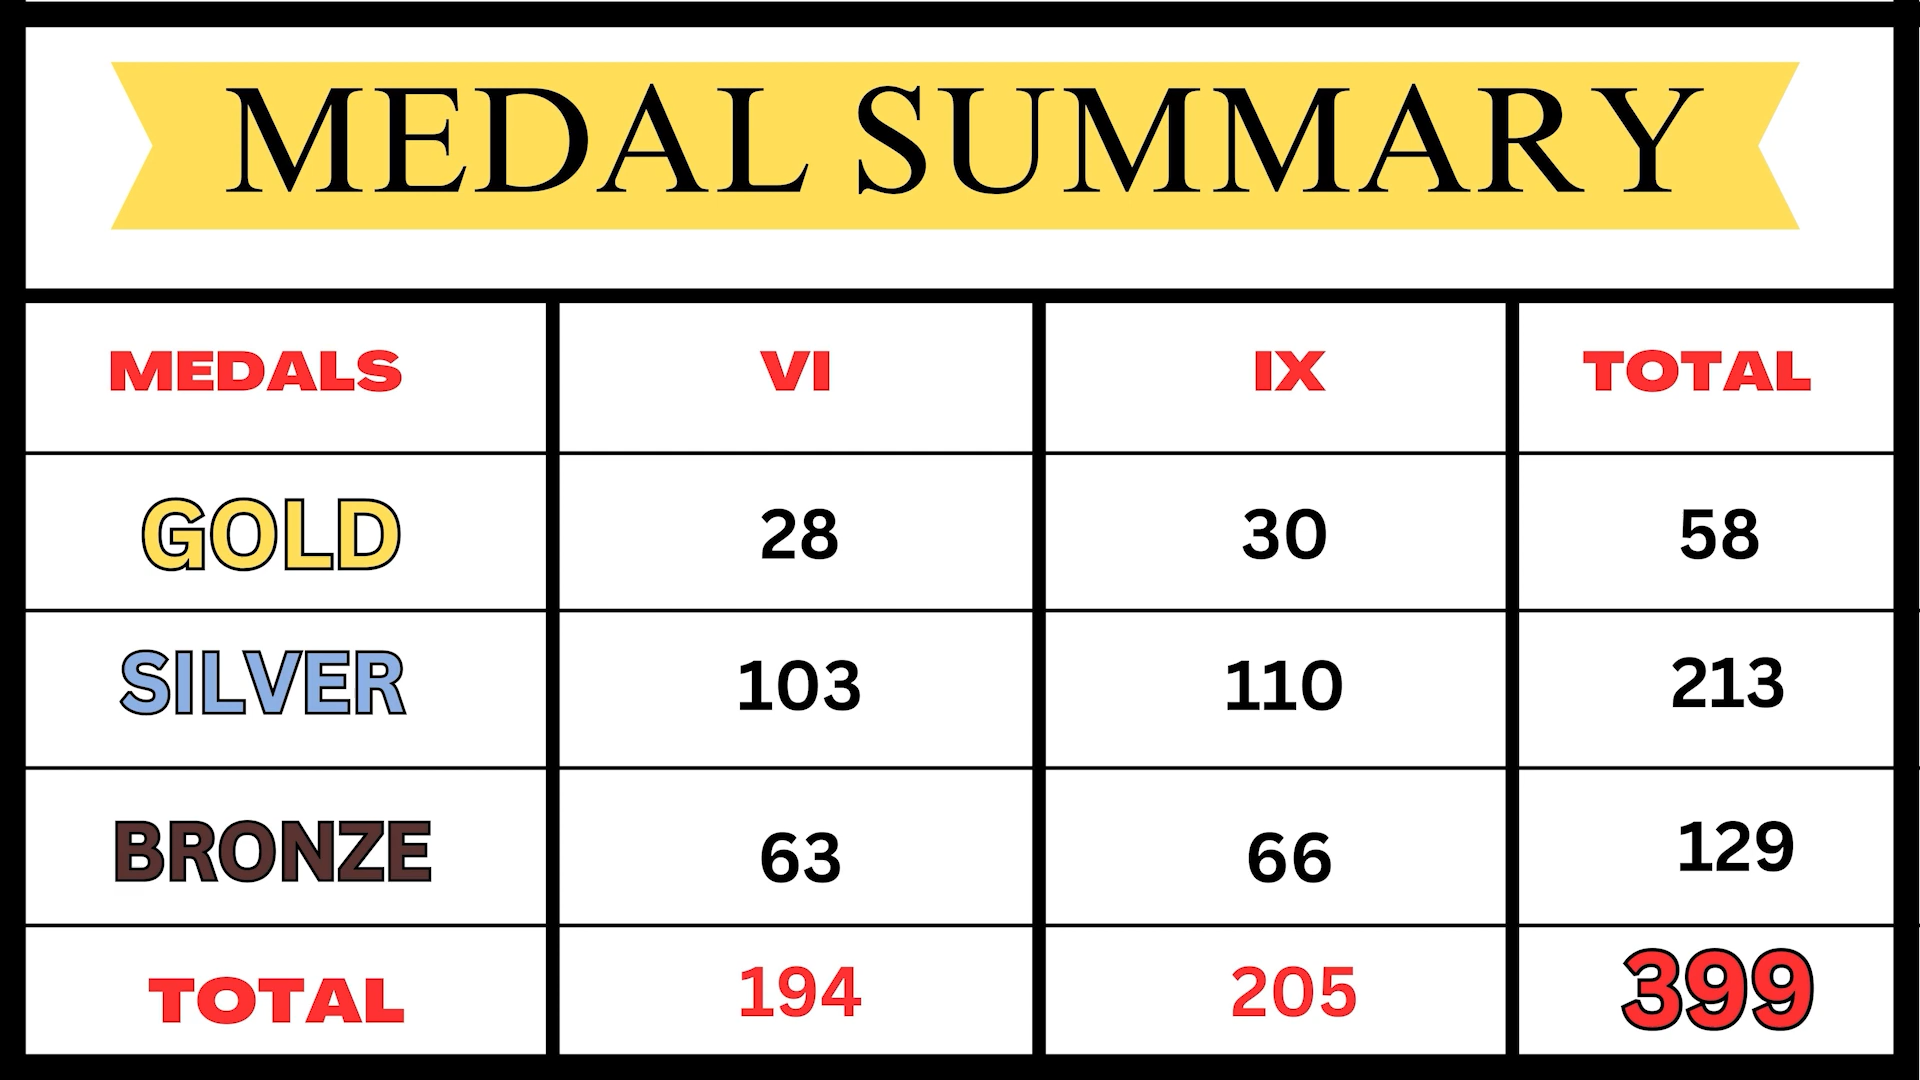 MEDAL SUMMARY
MEDALS VI IX TOTAL
GOLD 28 30 58
SILVER 103 110 213
BRONZE 63 66 129
TOTAL 194 205 399